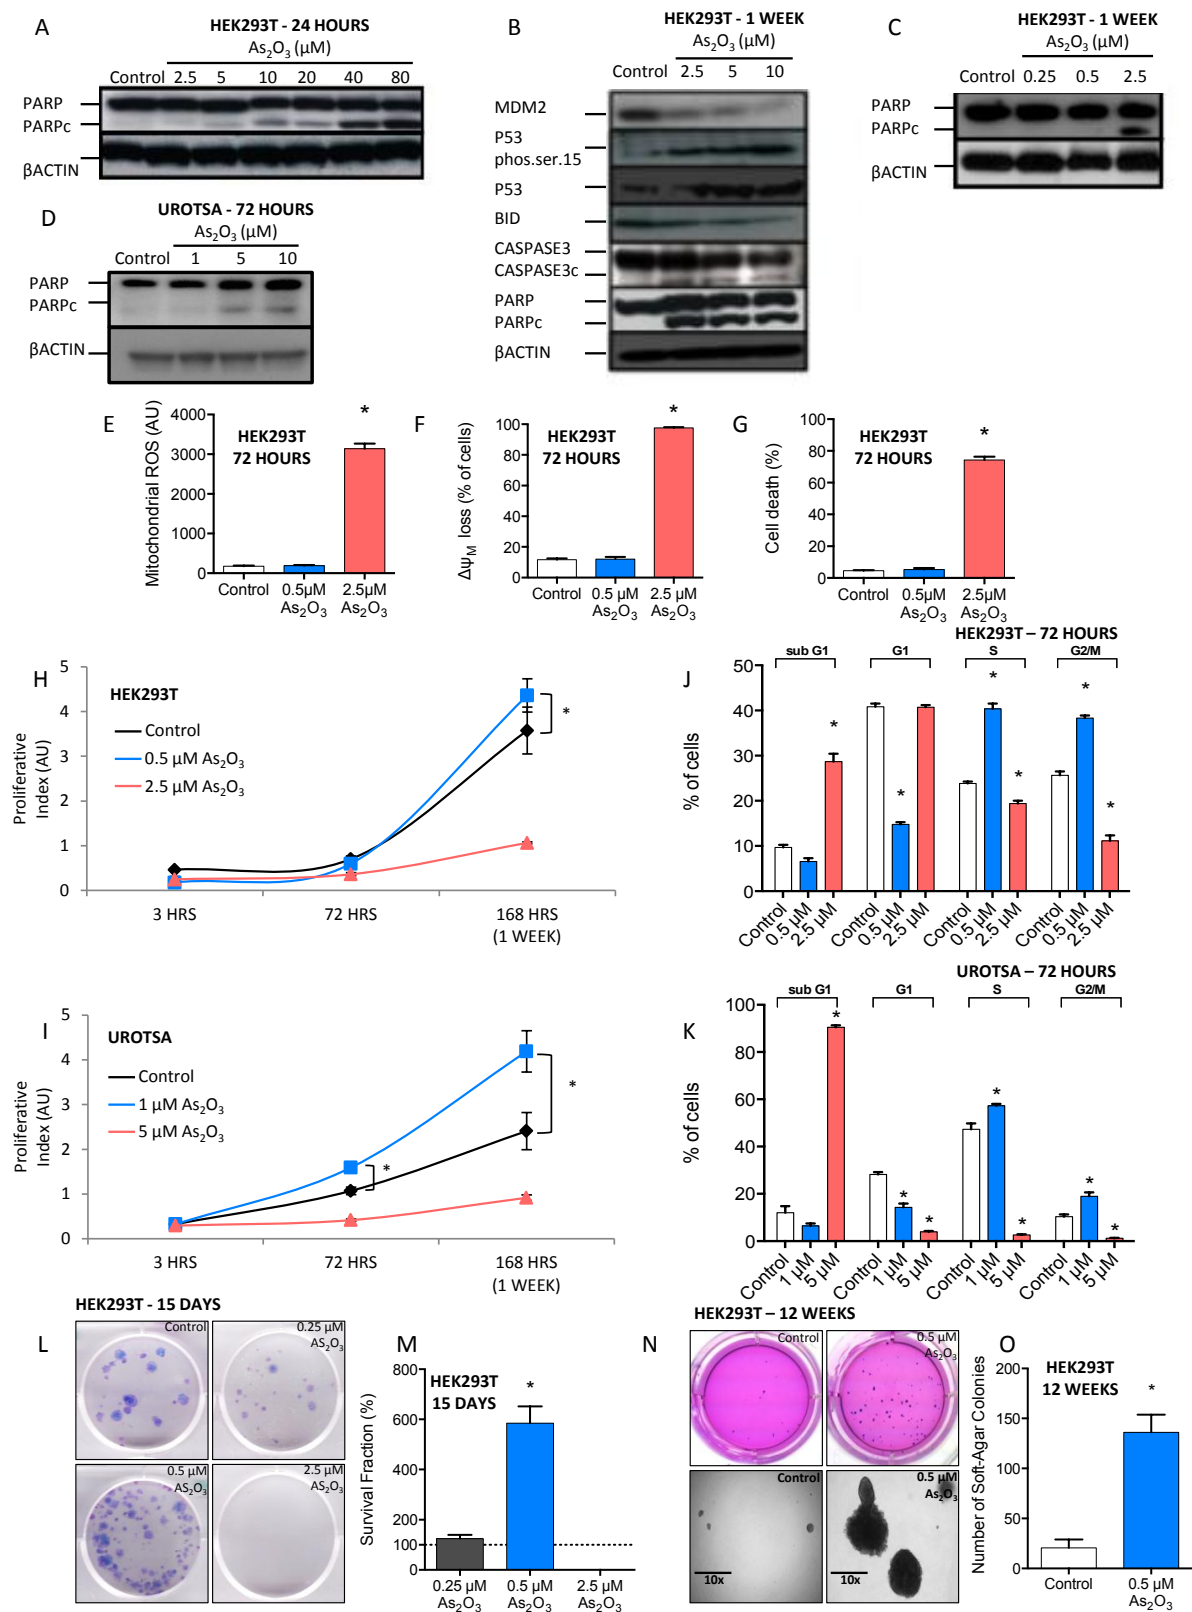 A
HEK293T - 24 HOURS
As₂O₃ (μM)
Control 2.5 5 10 20 40 80
PARP
PARPc
βACTIN
B
HEK293T - 1 WEEK
As₂O₃ (μM)
Control 2.5 5 10
MDM2
P53
phos.ser.15
P53
BID
CASPASE3
CASPASE3c
PARP
PARPc
βACTIN
C
HEK293T - 1 WEEK
As₂O₃ (μM)
Control 0.25 0.5 2.5
PARP
PARPc
βACTIN
D
UROTSA - 72 HOURS
As₂O₃ (μM)
Control 1 5 10
PARP
PARPc
βACTIN
E
Mitochondrial ROS (AU)
4000
3000
2000
1000
0
HEK293T
72 HOURS
*
Control 0.5μM 2.5μM
As₂O₃ As₂O₃
F
ΔψM loss (% of cells)
100
80
60
40
20
0
HEK293T
72 HOURS
*
Control 0.5 μM 2.5 μM
As₂O₃ As₂O₃
G
Cell death (%)
80
60
40
20
0
HEK293T
72 HOURS
*
Control 0.5μM 2.5μM
As₂O₃ As₂O₃
H
HEK293T
Control
0.5 μM As₂O₃
2.5 μM As₂O₃
Proliferative
Index (AU)
5
4
3
2
1
0
*
3 HRS 72 HRS 168 HRS
(1 WEEK)
J
HEK293T – 72 HOURS
sub G1 G1 S G2/M
% of cells
50
40
30
20
10
0
* * * * * *
Control 0.5 μM 2.5 μM Control 0.5 μM 2.5 μM Control 0.5 μM 2.5 μM Control 0.5 μM 2.5 μM
I
UROTSA
Control
1 μM As₂O₃
5 μM As₂O₃
Proliferative
Index (AU)
5
4
3
2
1
0
* *
3 HRS 72 HRS 168 HRS
(1 WEEK)
K
UROTSA – 72 HOURS
sub G1 G1 S G2/M
% of cells
100
80
60
40
20
0
* * * * * * *
Control 1 μM 5 μM Control 1 μM 5 μM Control 1 μM 5 μM Control 1 μM 5 μM
L
HEK293T - 15 DAYS
Control
0.25 μM
AS₂O₃
0.5 μM
AS₂O₃
2.5 μM
AS₂O₃
M
Survival Fraction (%)
800
600
400
200
100
0
HEK293T
15 DAYS
*
0.25 μM 0.5 μM 2.5 μM
As₂O₃ As₂O₃ As₂O₃
N
HEK293T – 12 WEEKS
Control
0.5 μM
As₂O₃
Control
10x
0.5 μM
As₂O₃
10x
O
Number of Soft-Agar Colonies
200
150
100
50
0
HEK293T
12 WEEKS
*
Control 0.5 μM
As₂O₃